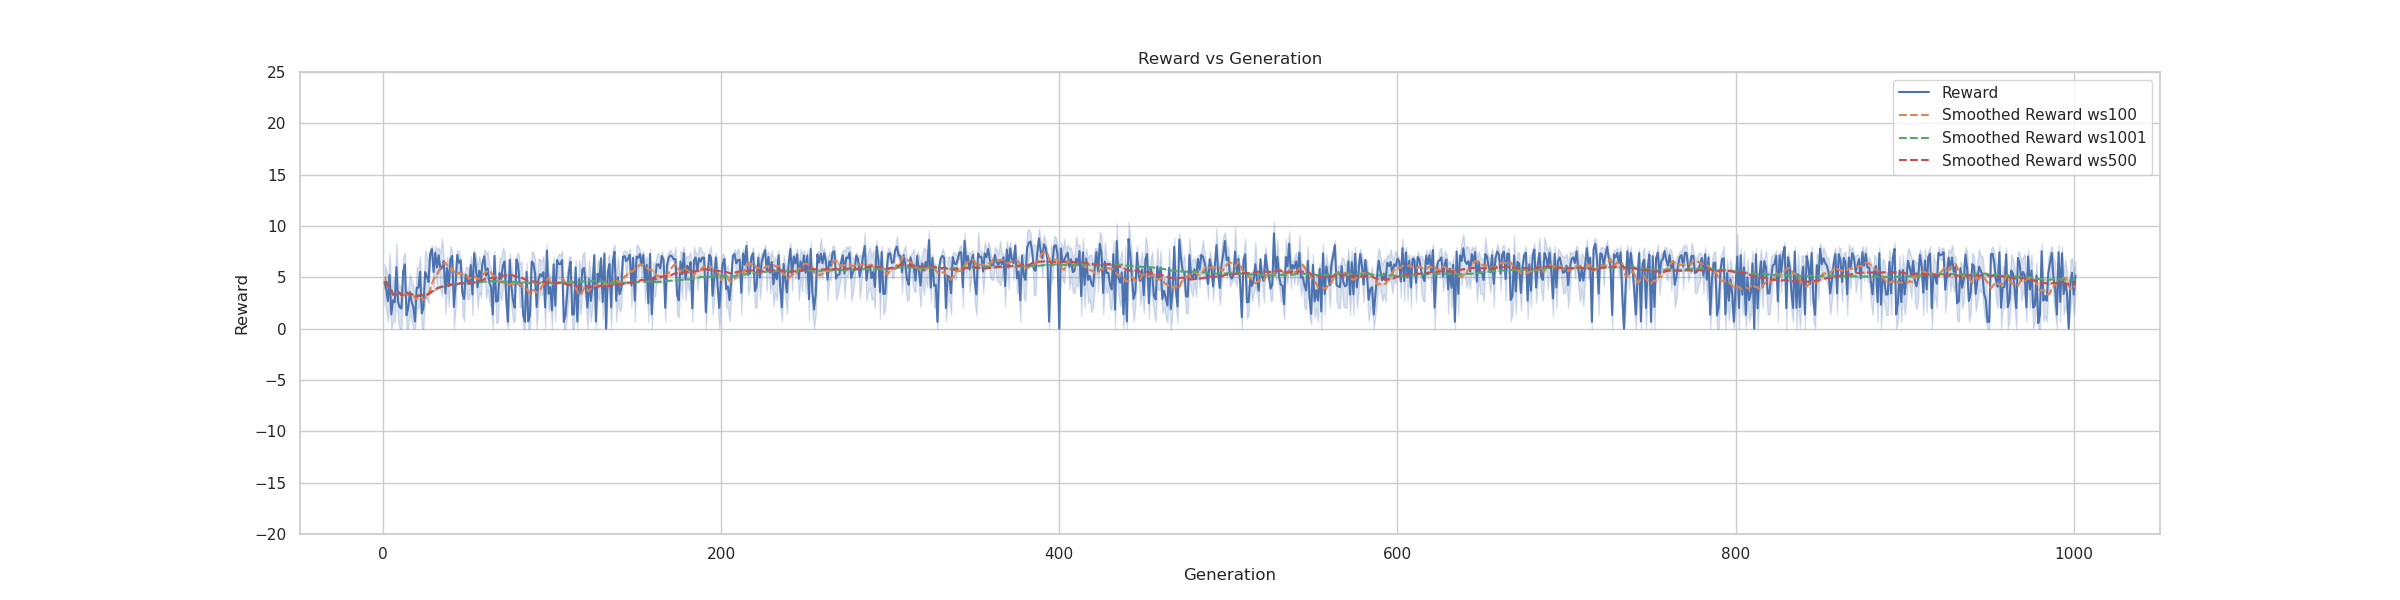 Reward vs Generation
25
20
15
10
5
0
−5
−10
−15
−20
Reward
0
200
400
600
800
1000
Generation
Reward
Smoothed Reward ws100
Smoothed Reward ws1001
Smoothed Reward ws500